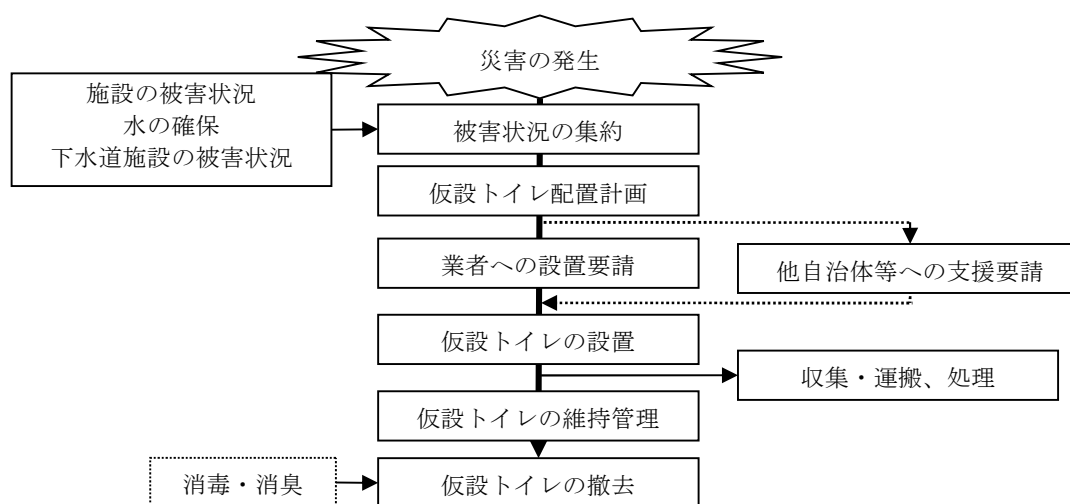 災害の発生
施設の被害状況
水の確保
下水道施設の被害状況
被害状況の集約
仮設トイレ配置計画
業者への設置要請
他自治体等への支援要請
仮設トイレの設置
収集・運搬、処理
仮設トイレの維持管理
消毒・消臭
仮設トイレの撤去